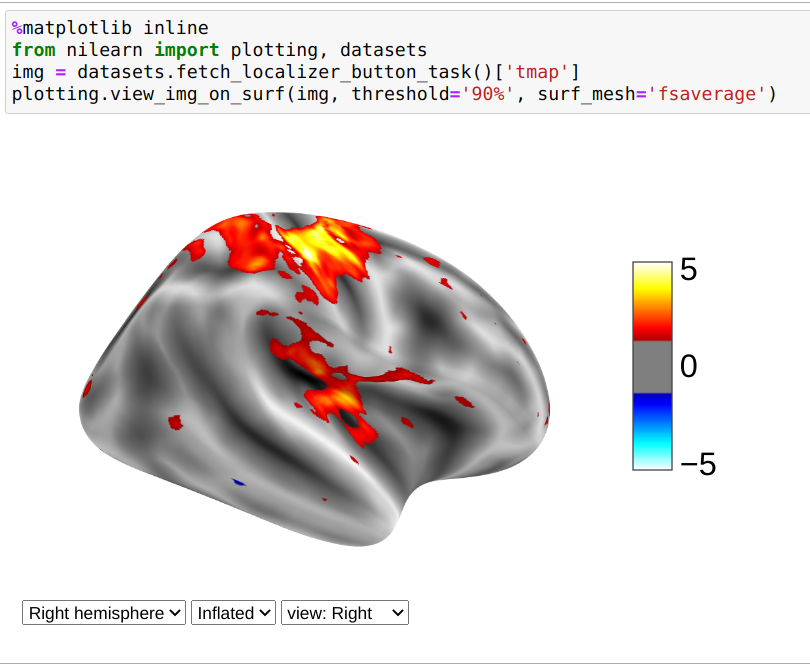 %matplotlib inline
from nilearn import plotting, datasets
img = datasets.fetch_localizer_button_task()['tmap']
plotting.view_img_on_surf(img, threshold='90%', surf_mesh='fsaverage')
5
0
−5
Right hemisphere Inflated view: Right